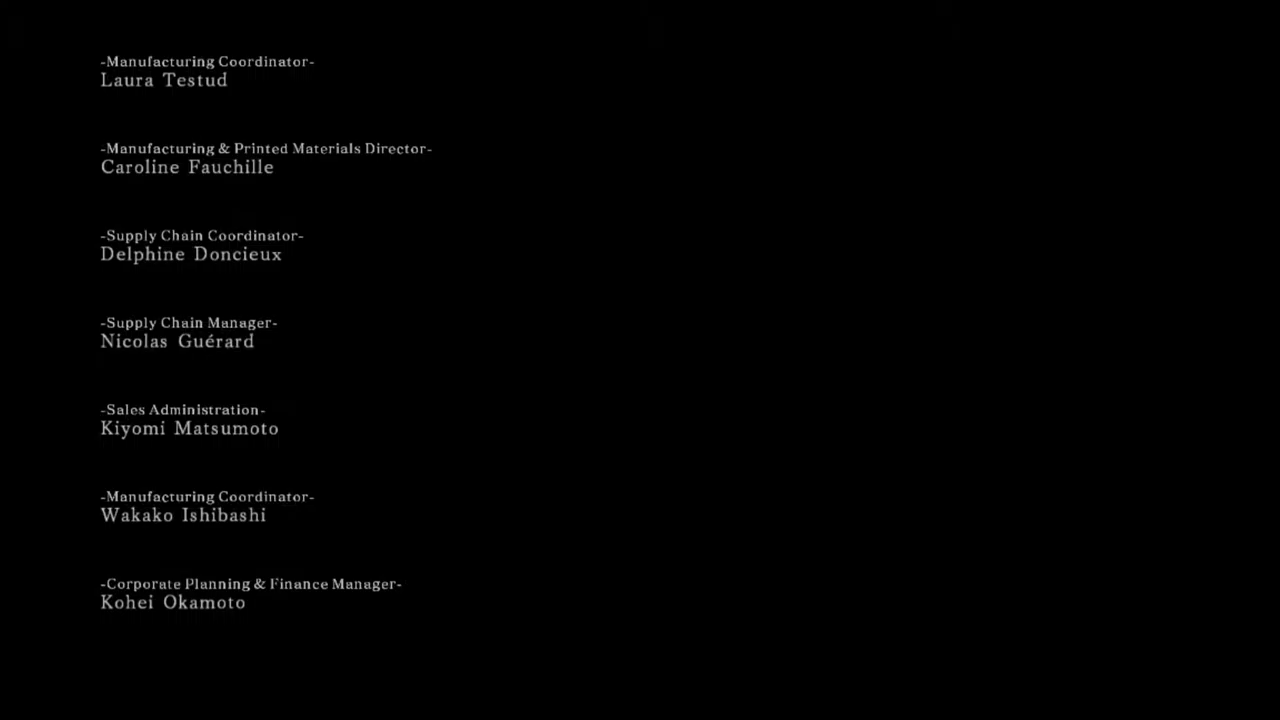 -Manufacturing Coordinator-
Laura Testud
-Manufacturing & Printed Materials Director-
Caroline Fauchille
-Supply Chain Coordinator-
Delphine Doncieux
-Supply Chain Manager-
Nicolas Guérard
-Sales Administration-
Kiyomi Matsumoto
-Manufacturing Coordinator-
Wakako Ishibashi
-Corporate Planning & Finance Manager-
Kohei Okamoto